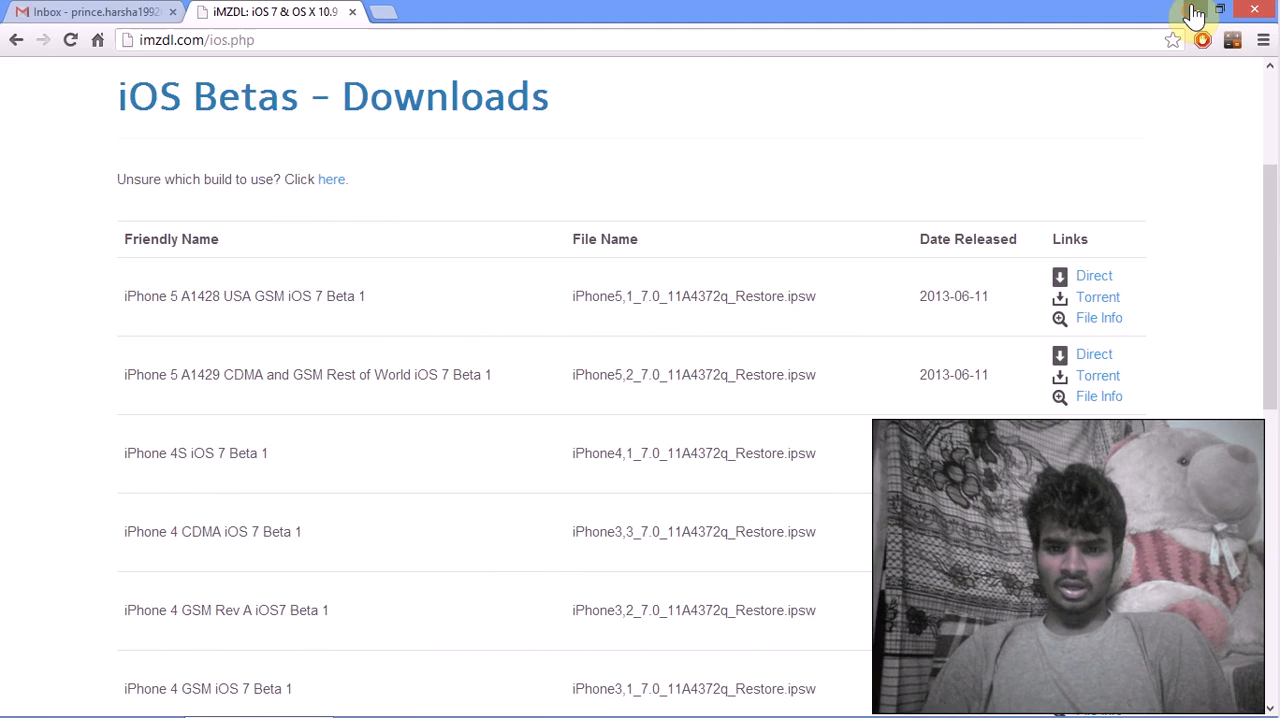 Inbox - prince.harsha1992
iMZDL: iOS 7 & OS X 10.9
imzdl.com/ios.php
iOS Betas - Downloads
Unsure which build to use? Click here.
Friendly Name File Name Date Released Links
iPhone 5 A1428 USA GSM iOS 7 Beta 1 iPhone5,1_7.0_11A4372q_Restore.ipsw 2013-06-11 Direct
Torrent
File Info
iPhone 5 A1429 CDMA and GSM Rest of World iOS 7 Beta 1 iPhone5,2_7.0_11A4372q_Restore.ipsw 2013-06-11 Direct
Torrent
File Info
iPhone 4S iOS 7 Beta 1 iPhone4,1_7.0_11A4372q_Restore.ipsw
iPhone 4 CDMA iOS 7 Beta 1 iPhone3,3_7.0_11A4372q_Restore.ipsw
iPhone 4 GSM Rev A iOS7 Beta 1 iPhone3,2_7.0_11A4372q_Restore.ipsw
iPhone 4 GSM iOS 7 Beta 1 iPhone3,1_7.0_11A4372q_Restore.ipsw